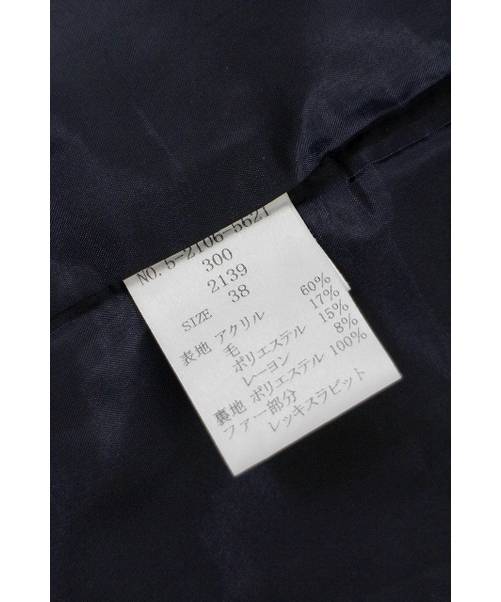 NO. 5-2106-5621
300
2139
SIZE 38
表地 アクリル 60%
毛 17%
ポリエステル 15%
レーヨン 8%
裏地 ポリエステル 100%
ファー部分
レッキスラビット